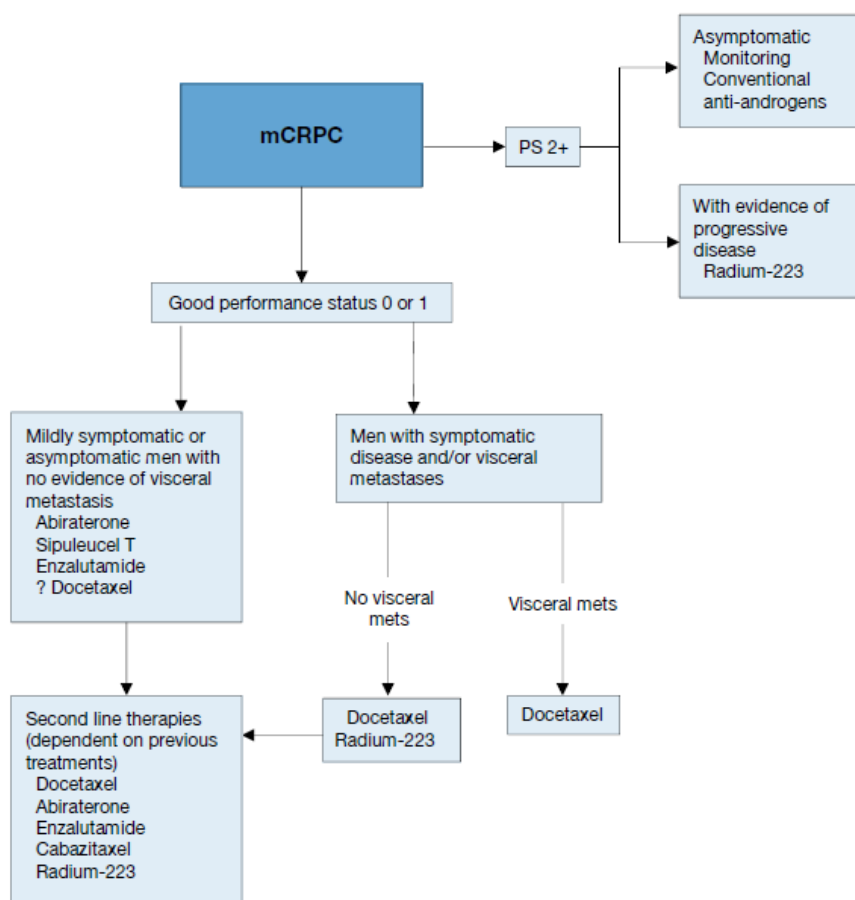 mCRPC
PS 2+
Asymptomatic
Monitoring
Conventional
anti-androgens
With evidence of
progressive
disease
Radium-223
Good performance status 0 or 1
Mildly symptomatic or
asymptomatic men with
no evidence of visceral
metastasis
Abiraterone
Sipuleucel T
Enzalutamide
? Docetaxel
Men with symptomatic
disease and/or visceral
metastases
No visceral
mets
Visceral mets
Docetaxel
Radium-223
Docetaxel
Second line therapies
(dependent on previous
treatments)
Docetaxel
Abiraterone
Enzalutamide
Cabazitaxel
Radium-223